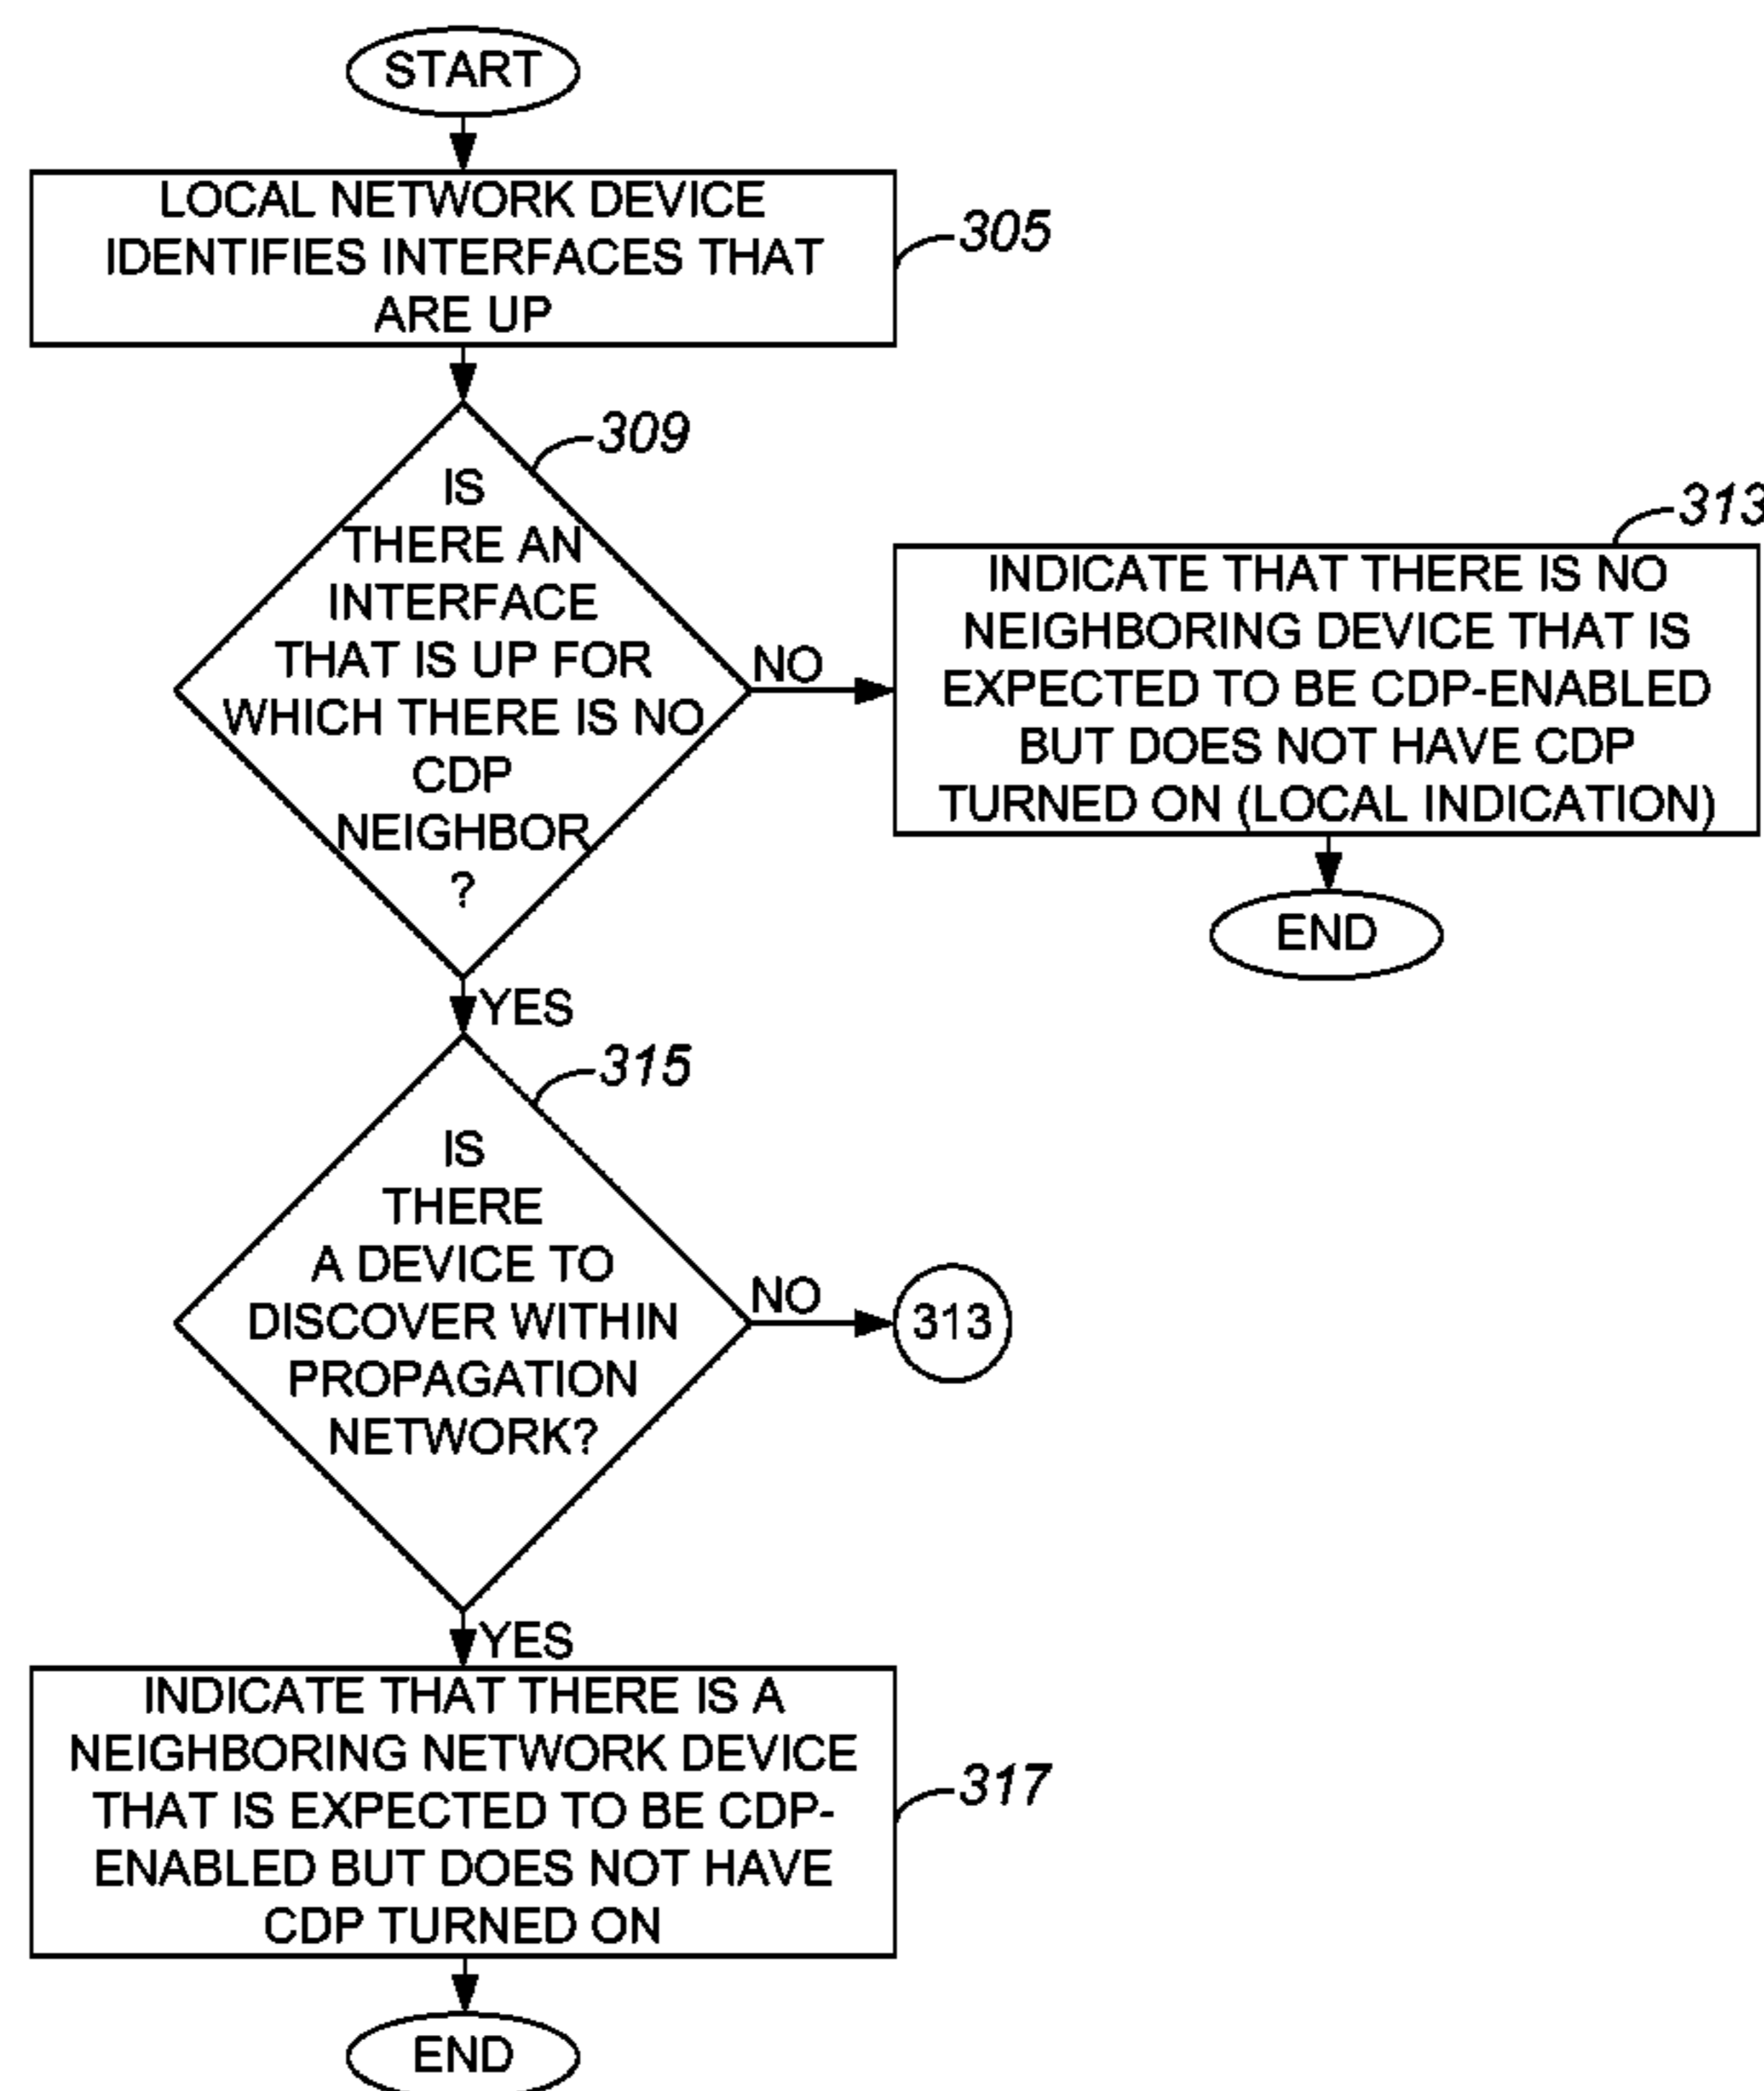 START
LOCAL NETWORK DEVICE
IDENTIFIES INTERFACES THAT
ARE UP
305
309
IS
THERE AN
INTERFACE
THAT IS UP FOR
WHICH THERE IS NO
CDP
NEIGHBOR
?
NO
313
INDICATE THAT THERE IS NO
NEIGHBORING DEVICE THAT IS
EXPECTED TO BE CDP-ENABLED
BUT DOES NOT HAVE CDP
TURNED ON (LOCAL INDICATION)
END
YES
315
IS
THERE
A DEVICE TO
DISCOVER WITHIN
PROPAGATION
NETWORK?
NO
313
YES
INDICATE THAT THERE IS A
NEIGHBORING NETWORK DEVICE
THAT IS EXPECTED TO BE CDP-
ENABLED BUT DOES NOT HAVE
CDP TURNED ON
317
END